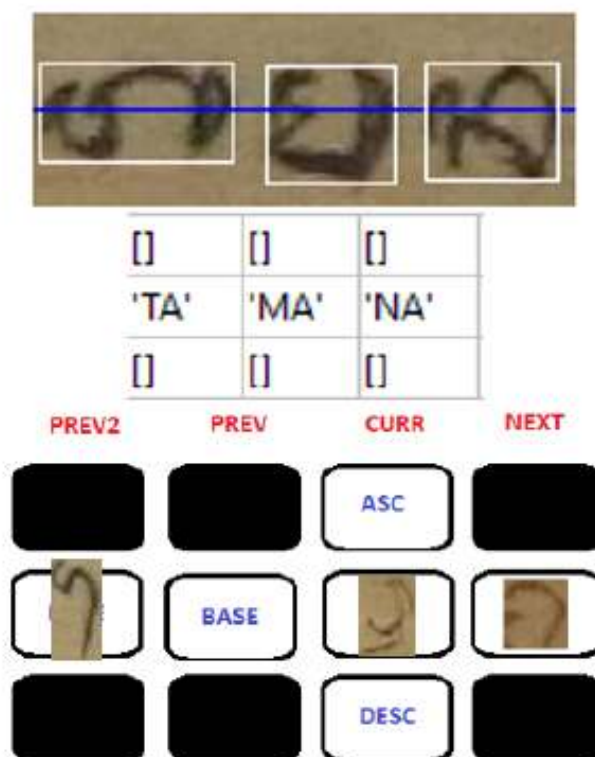 [] [] []
'TA' 'MA' 'NA'
[] [] []
PREV2 PREV CURR NEXT
ASC
BASE
DESC